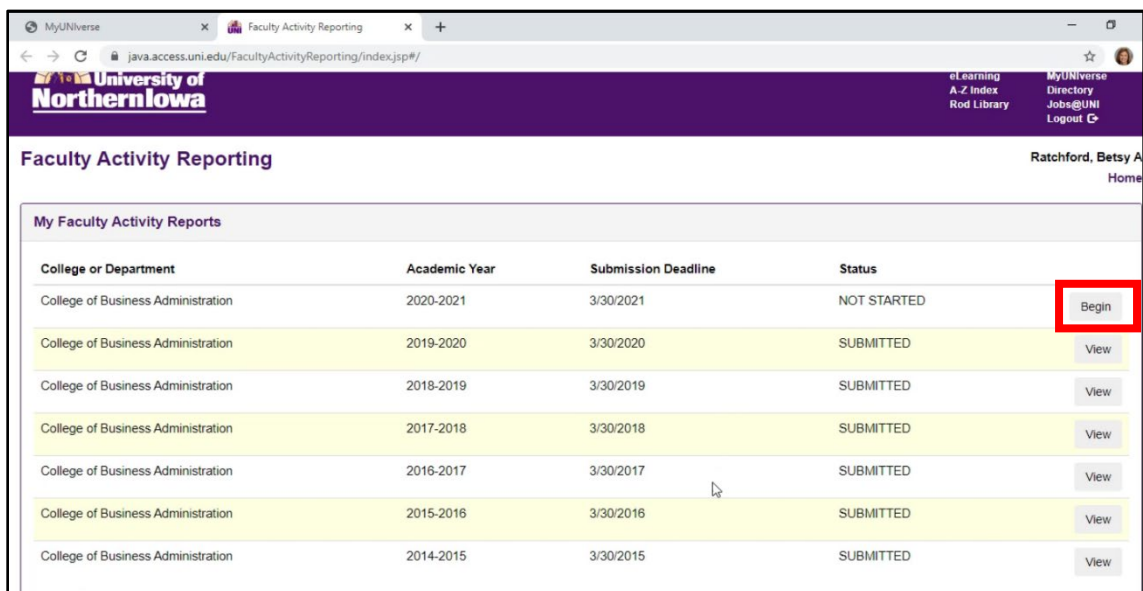 MyUNIverse Faculty Activity Reporting
java.access.uni.edu/FacultyActivityReporting/index.jsp#/
University of
Northern Iowa
eLearning MyUNIverse
A-Z Index Directory
Rod Library Jobs@UNI
Logout
Faculty Activity Reporting
Ratchford, Betsy A
Home
My Faculty Activity Reports
College or Department Academic Year Submission Deadline Status
College of Business Administration 2020-2021 3/30/2021 NOT STARTED Begin
College of Business Administration 2019-2020 3/30/2020 SUBMITTED View
College of Business Administration 2018-2019 3/30/2019 SUBMITTED View
College of Business Administration 2017-2018 3/30/2018 SUBMITTED View
College of Business Administration 2016-2017 3/30/2017 SUBMITTED View
College of Business Administration 2015-2016 3/30/2016 SUBMITTED View
College of Business Administration 2014-2015 3/30/2015 SUBMITTED View